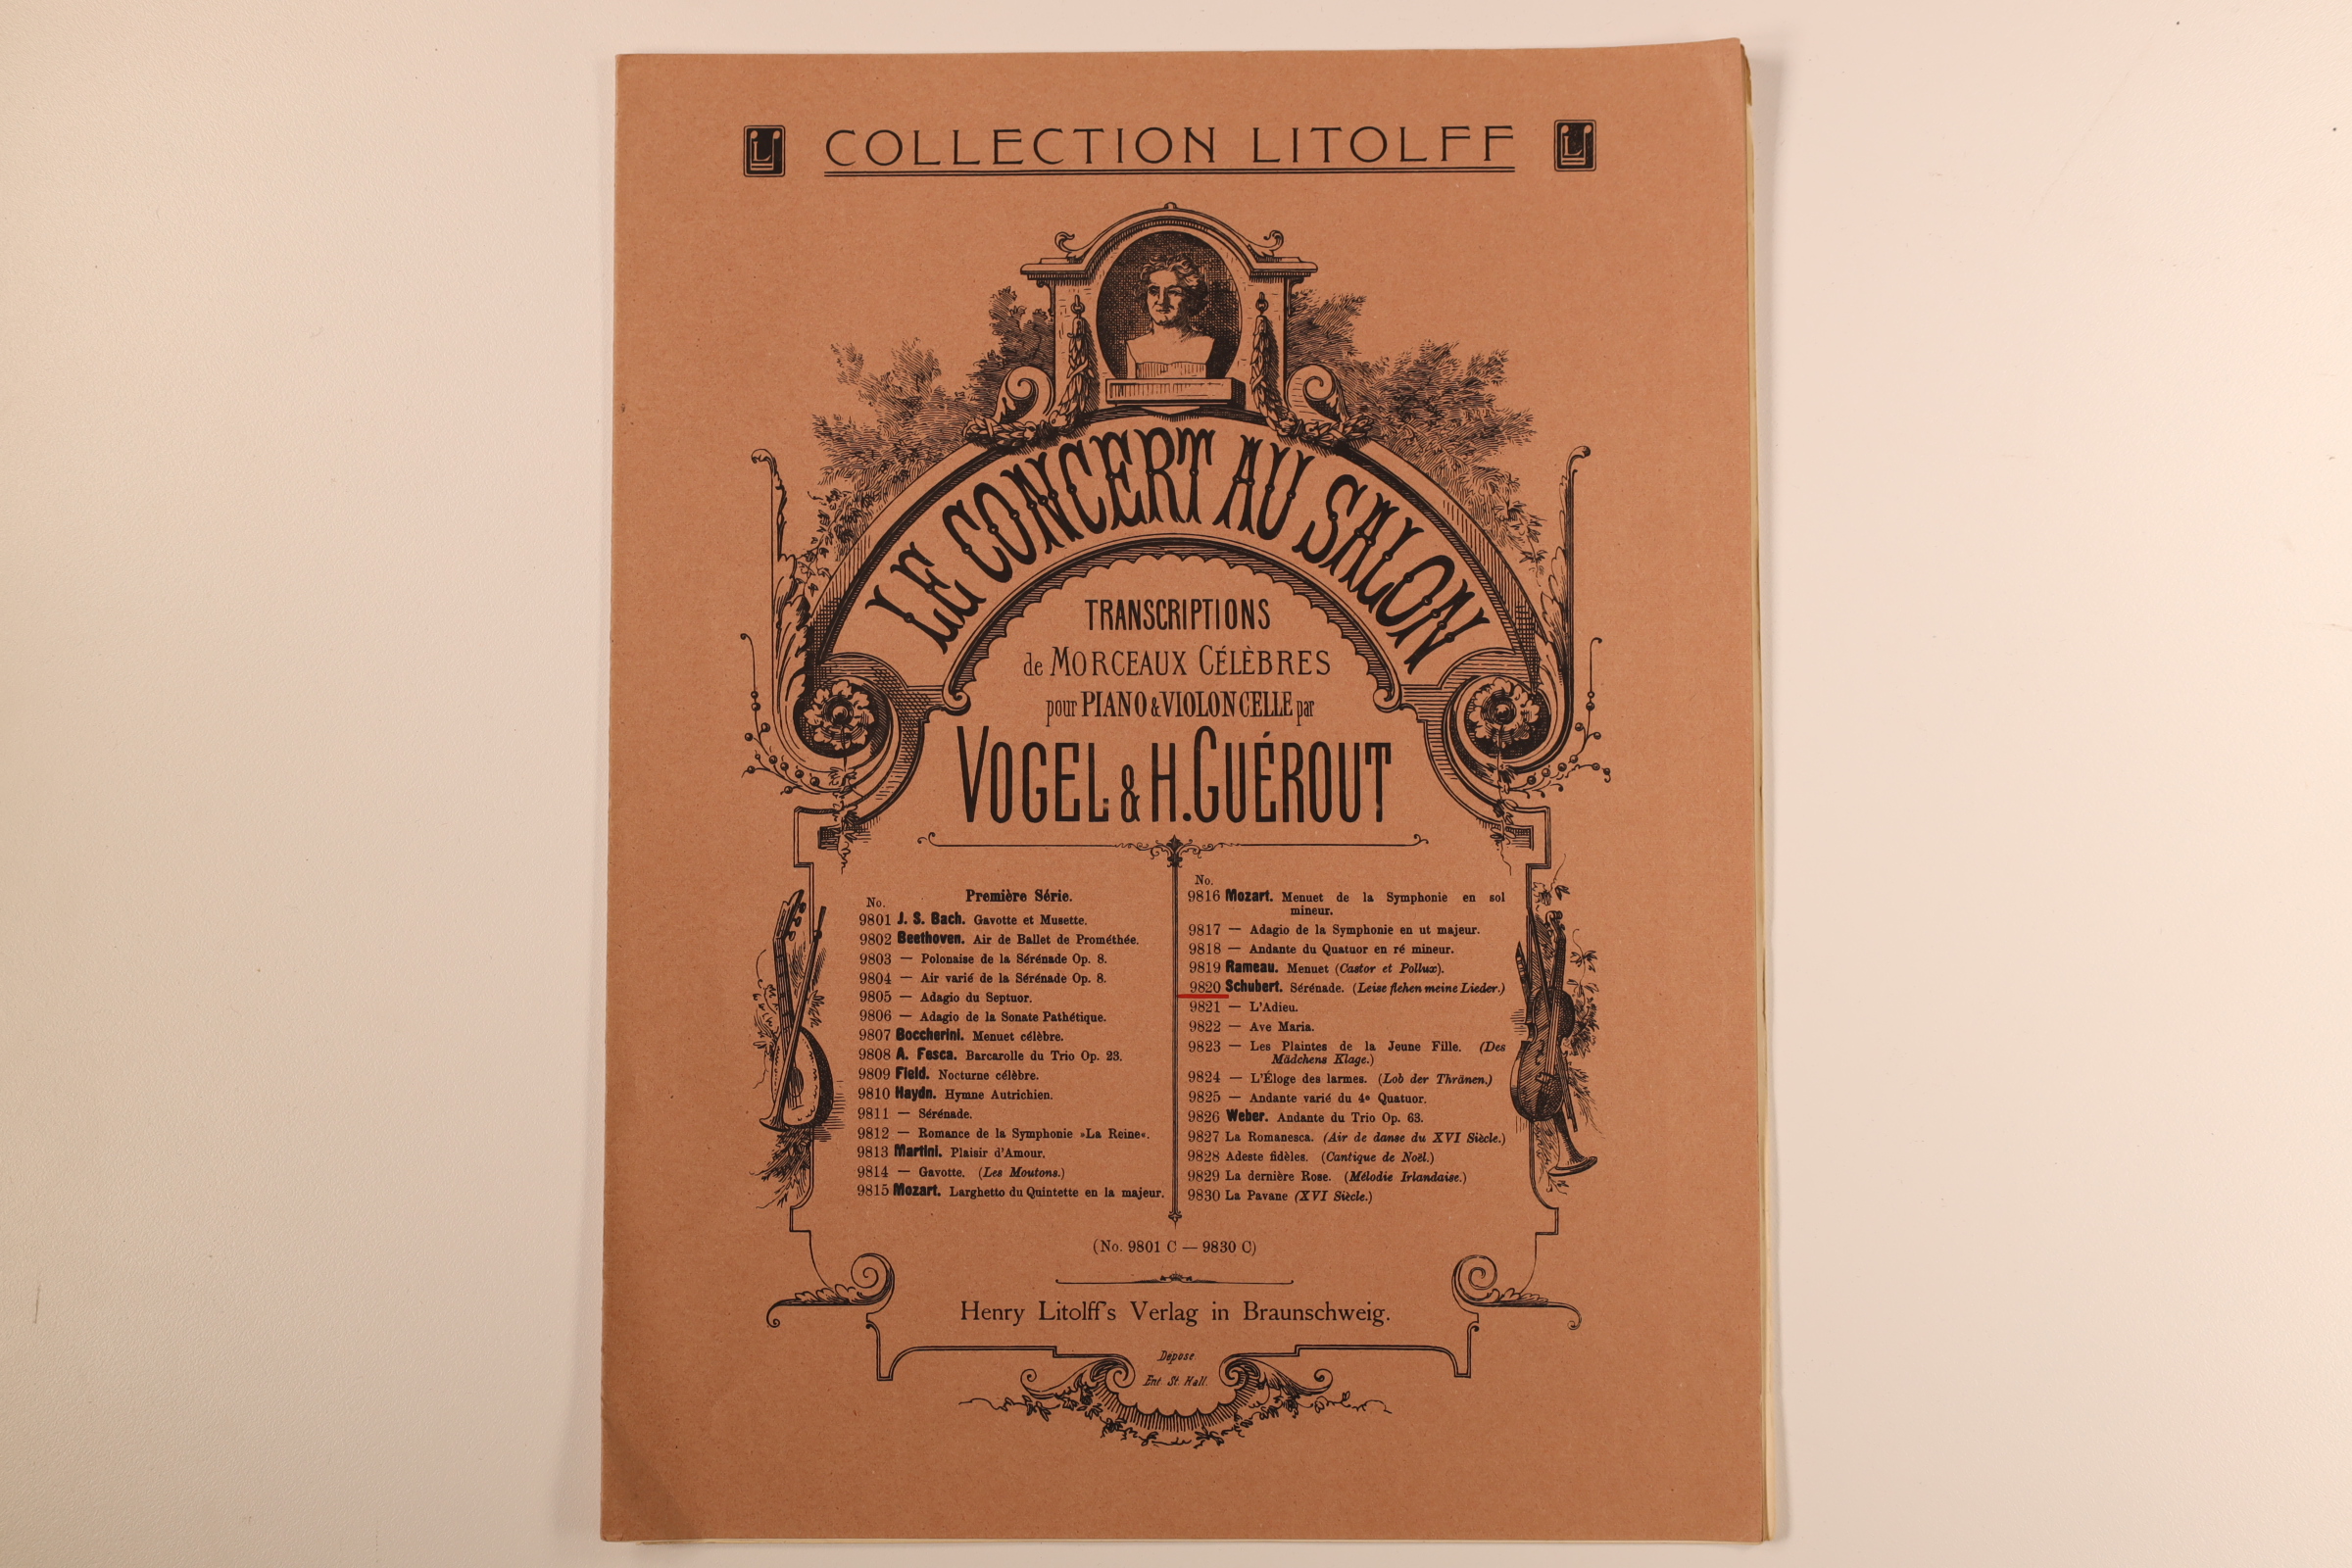 COLLECTION LITOLFF
LE CONCERT AU SALON
TRANSCRIPTIONS
de MORCEAUX CÉLÈBRES
pour PIANO & VIOLONCELLE par
VOGEL & H. GUÉROUT
No. Première Série.
9801 J. S. Bach. Gavotte et Musette.
9802 Beethoven. Air de Ballet de Prométhée.
9803 — Polonaise de la Sérénade Op. 8.
9804 — Air varié de la Sérénade Op. 8.
9805 — Adagio du Septuor.
9806 — Adagio de la Sonate Pathétique.
9807 Boccherini. Menuet célèbre.
9808 A. Fesca. Barcarolle du Trio Op. 23.
9809 Field. Nocturne célèbre.
9810 Haydn. Hymne Autrichien.
9811 — Sérénade.
9812 — Romance de la Symphonie »La Reine«.
9813 Martini. Plaisir d'Amour.
9814 — Gavotte. (Les Moutons.)
9815 Mozart. Larghetto du Quintette en la majeur.
No.
9816 Mozart. Menuet de la Symphonie en sol
mineur.
9817 — Adagio de la Symphonie en ut majeur.
9818 — Andante du Quatuor en ré mineur.
9819 Rameau. Menuet (Castor et Pollux).
9820 Schubert. Sérénade. (Leise flehen meine Lieder.)
9821 — L'Adieu.
9822 — Ave Maria.
9823 — Les Plaintes de la Jeune Fille. (Des
Mädchens Klage.)
9824 — L'Éloge des larmes. (Lob der Thränen.)
9825 — Andante varié du 4e Quatuor.
9826 Weber. Andante du Trio Op. 63.
9827 La Romanesca. (Air de danse du XVI Siècle.)
9828 Adeste fidèles. (Cantique de Noël.)
9829 La dernière Rose. (Mélodie Irlandaise.)
9830 La Pavane (XVI Siècle.)
(No. 9801 C — 9830 C)
Henry Litolff's Verlag in Braunschweig.
Déposé
Ent St. Hall.